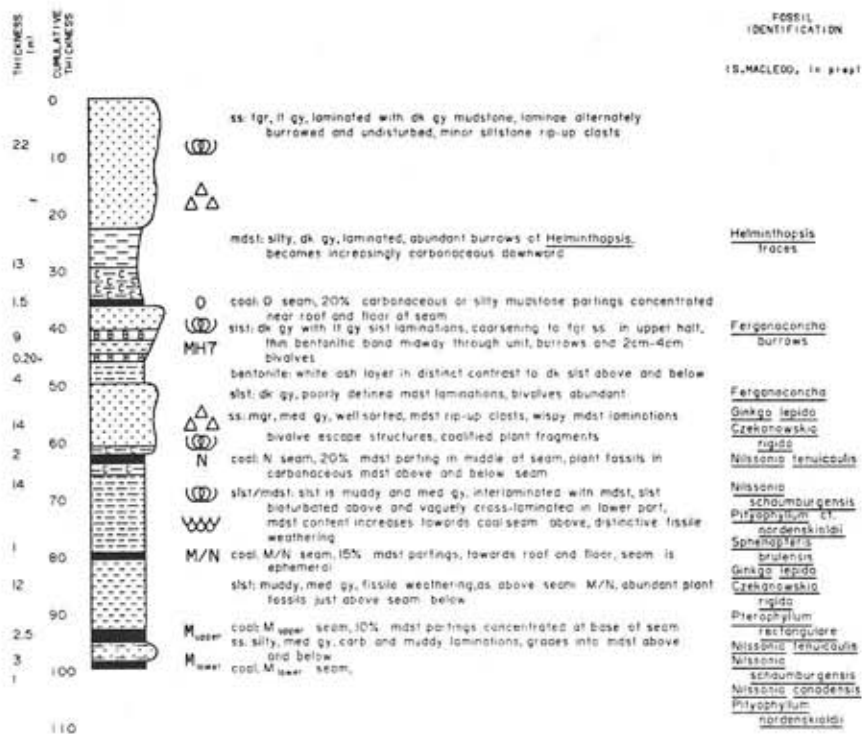 THICKNESS
(m)
CUMULATIVE
THICKNESS
FOSSIL
IDENTIFICATION
(S.MACLEOD, in prep)
0
ss: fgr, lt gy, laminated with dk gy mudstone, laminae alternately
burrowed and undisturbed, minor siltstone rip-up clasts
22
10
20
mdst: silty, dk gy, laminated, abundant burrows of Helminthopsis,
becomes increasingly carbonaceous downward
Helminthopsis
traces
13
30
1.5
O
coal: O seam, 20% carbonaceous or silty mudstone partings concentrated
near roof and floor of seam
40
9
0.20
MH7
slst: dk gy with lt gy slst laminations, coarsening to fgr ss in upper half,
thin bentonitic band midway through unit, burrows and 2cm-4cm
bivalves
Ferganoconcha
burrows
bentonite: white ash layer in distinct contrast to dk slst above and below
4
50
slst: dk gy, poorly defined mdst laminations, bivalves abundant
Ferganoconcha
ss: mgr, med gy, well sorted, mdst rip-up clasts, wispy mdst laminations
bivalve escape structures, coalified plant fragments
Ginkgo lepida
Czekanowskia
rigida
14
60
2
N
coal: N seam, 20% mdst parting in middle of seam, plant fossils in
carbonaceous mdst above and below seam
Nilssonia tenuicaulis
14
70
slst/mdst: slst is muddy and med gy, interlaminated with mdst, slst
bioturbated above and vaguely cross-laminated in lower part,
mdst content increases towards coal seam above, distinctive fissile
weathering
Nilssonia
schaumburgensis
Pityophyllum cf.
nordenskioldii
1
80
M/N
coal: M/N seam, 15% mdst partings, towards roof and floor, seam is
ephemeral
Sphenopteris
brulensis
Ginkgo lepida
12
slst: muddy, med gy, fissile weathering, as above seam M/N, abundant plant
fossils just above seam below
Czekanowskia
rigida
90
2.5
M upper
coal: M upper seam, 10% mdst partings concentrated at base of seam
Pterophyllum
rectangulare
ss: silty, med gy, carb and muddy laminations, grades into mdst above
and below
Nilssonia tenuicaulis
3
1
100
M lower
coal: M lower seam,
Nilssonia
schaumburgensis
Nilssonia canadensis
Pityophyllum
nordenskioldii
110